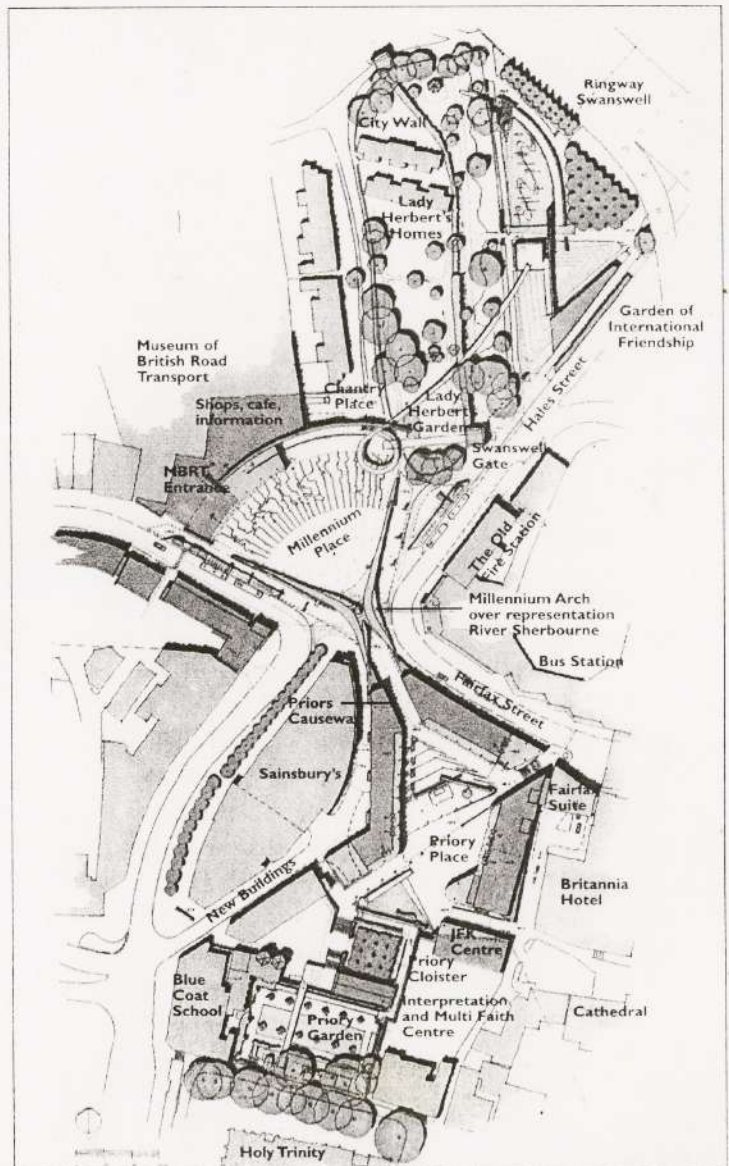 Ringway
Swanswell
City Wall
Lady
Herbert's
Homes
Garden of
International
Friendship
Museum of
British Road
Transport
Hales Street
Chantry
Place
Shops, cafe,
information
Lady
Herbert's
Garden
Swanswell
Gate
MBRT
Entrance
Millennium
Place
The Old
Fire Station
Millennium Arch
over representation
River Sherbourne
Bus Station
Fairfax Street
Priors
Causewa
Sainsbury's
Fairfax
Suite
Priory
Place
Britannia
Hotel
New Buildings
JFK
Centre
Priory
Cloister
Blue
Coat
School
Interpretation
and Multi Faith
Centre
Cathedral
Priory
Garden
Holy Trinity